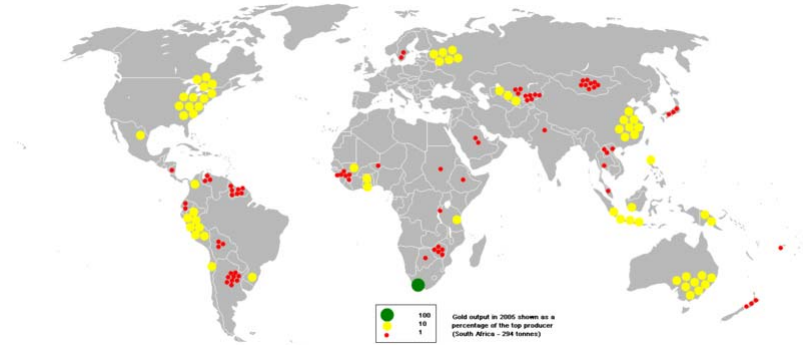 100
10
1
Gold output in 2005 shown as a
percentage of the top producer
(South Africa - 294 tonnes)